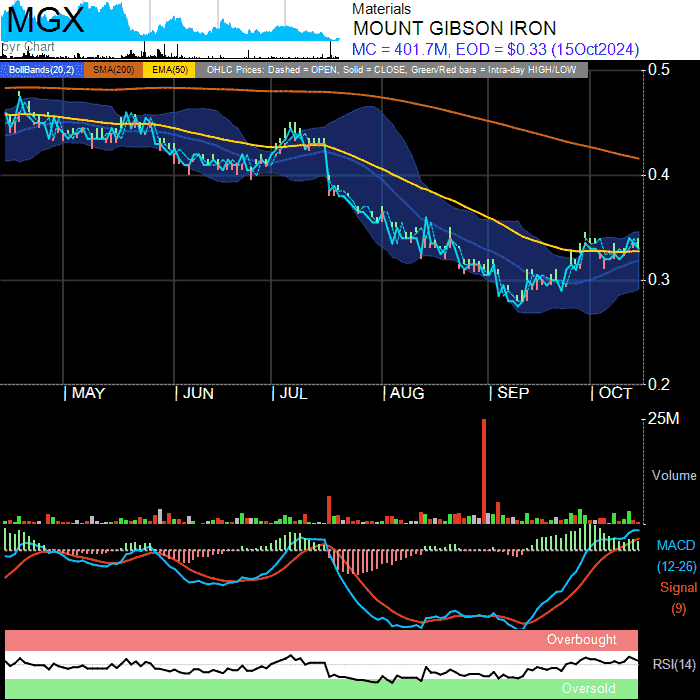 MGX
5yr Chart
Materials
MOUNT GIBSON IRON
MC = 401.7M, EOD = $0.33 (15Oct2024)
BollBands(20,2) SMA(200) EMA(50) OHLC Prices: Dashed = OPEN, Solid = CLOSE, Green/Red bars = Intra-day HIGH/LOW
0.5
0.4
0.3
0.2
MAY JUN JUL AUG SEP OCT
25M
Volume
MACD
(12-26)
Signal
(9)
Overbought
RSI(14)
Oversold